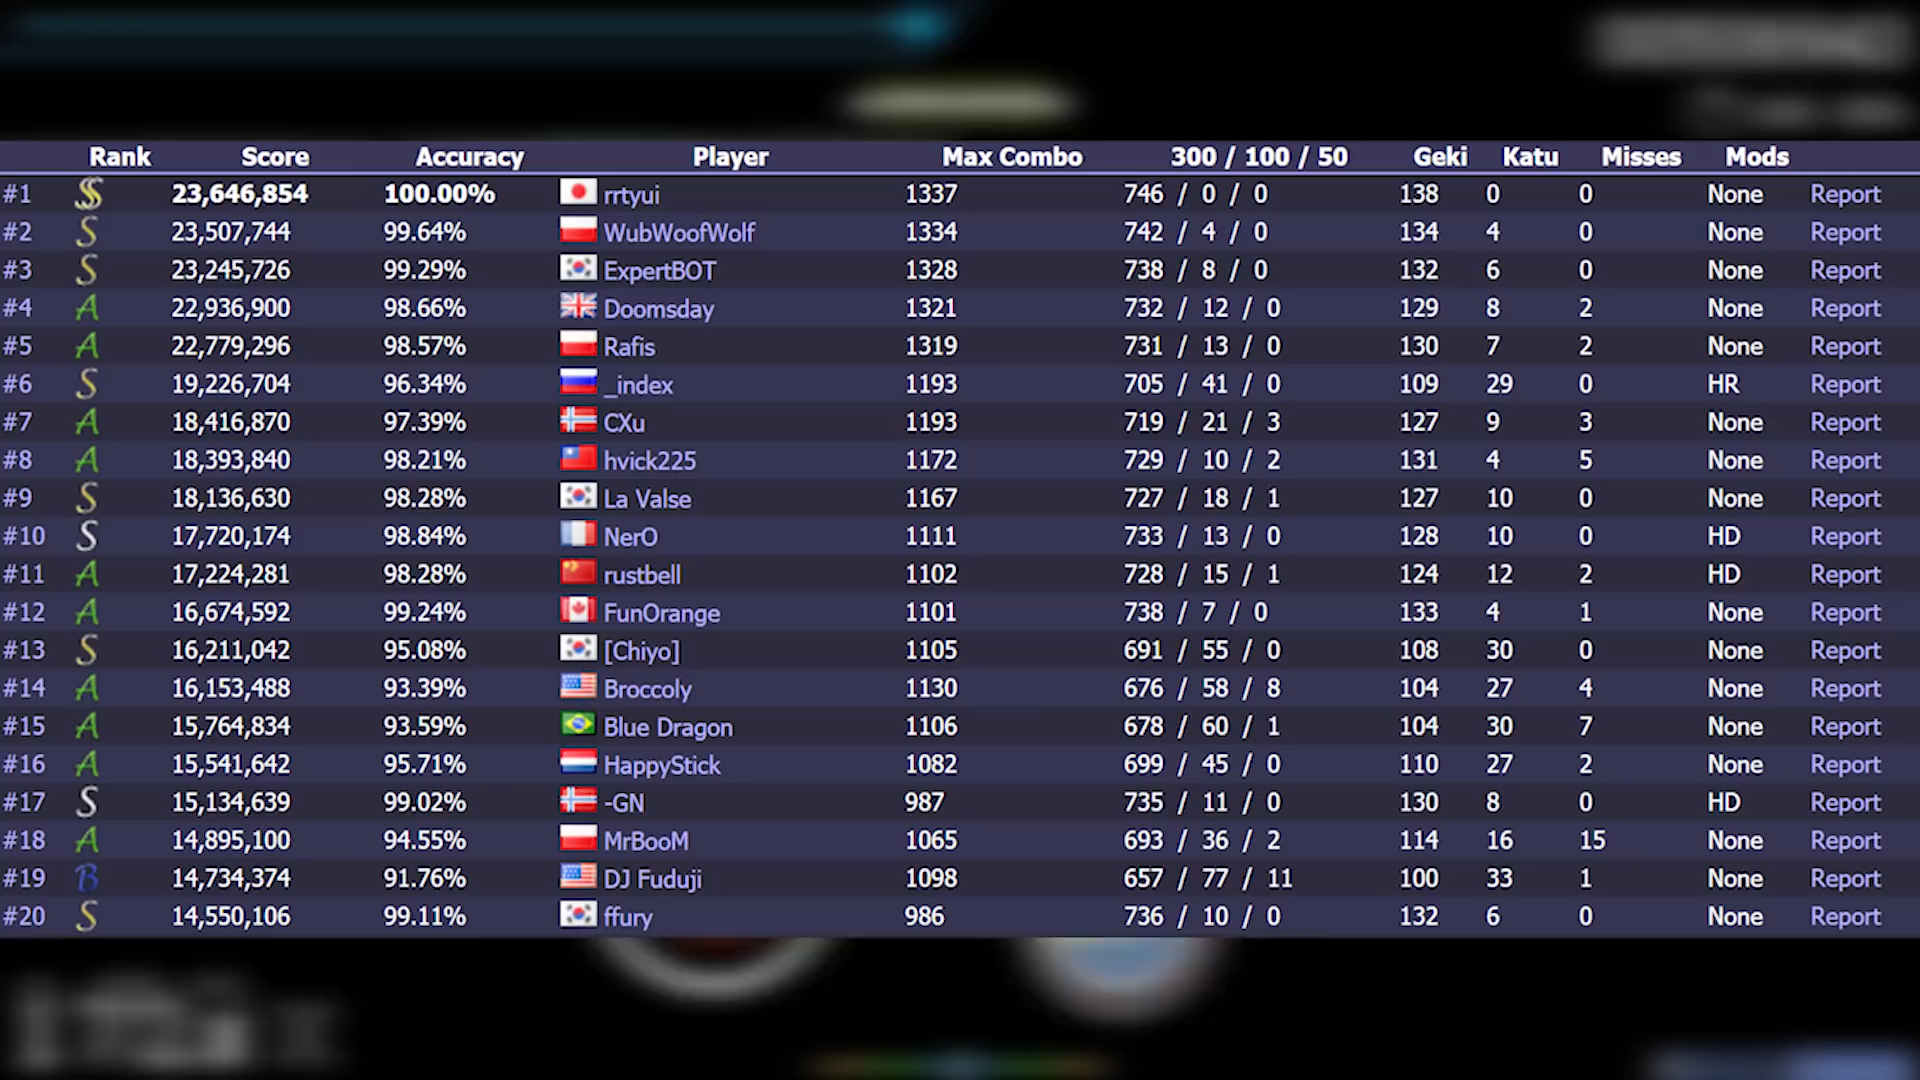 Rank Score Accuracy Player Max Combo 300 / 100 / 50 Geki Katu Misses Mods
#1 SS 23,646,854 100.00% rrtyui 1337 746 / 0 / 0 138 0 0 None Report
#2 S 23,507,744 99.64% WubWoofWolf 1334 742 / 4 / 0 134 4 0 None Report
#3 S 23,245,726 99.29% ExpertBOT 1328 738 / 8 / 0 132 6 0 None Report
#4 A 22,936,900 98.66% Doomsday 1321 732 / 12 / 0 129 8 2 None Report
#5 A 22,779,296 98.57% Rafis 1319 731 / 13 / 0 130 7 2 None Report
#6 S 19,226,704 96.34% _index 1193 705 / 41 / 0 109 29 0 HR Report
#7 A 18,416,870 97.39% CXu 1193 719 / 21 / 3 127 9 3 None Report
#8 A 18,393,840 98.21% hvick225 1172 729 / 10 / 2 131 4 5 None Report
#9 S 18,136,630 98.28% La Valse 1167 727 / 18 / 1 127 10 0 None Report
#10 S 17,720,174 98.84% NerO 1111 733 / 13 / 0 128 10 0 HD Report
#11 A 17,224,281 98.28% rustbell 1102 728 / 15 / 1 124 12 2 HD Report
#12 A 16,674,592 99.24% FunOrange 1101 738 / 7 / 0 133 4 1 None Report
#13 S 16,211,042 95.08% [Chiyo] 1105 691 / 55 / 0 108 30 0 None Report
#14 A 16,153,488 93.39% Broccoly 1130 676 / 58 / 8 104 27 4 None Report
#15 A 15,764,834 93.59% Blue Dragon 1106 678 / 60 / 1 104 30 7 None Report
#16 A 15,541,642 95.71% HappyStick 1082 699 / 45 / 0 110 27 2 None Report
#17 S 15,134,639 99.02% -GN 987 735 / 11 / 0 130 8 0 HD Report
#18 A 14,895,100 94.55% MrBooM 1065 693 / 36 / 2 114 16 15 None Report
#19 B 14,734,374 91.76% DJ Fuduji 1098 657 / 77 / 11 100 33 1 None Report
#20 S 14,550,106 99.11% ffury 986 736 / 10 / 0 132 6 0 None Report